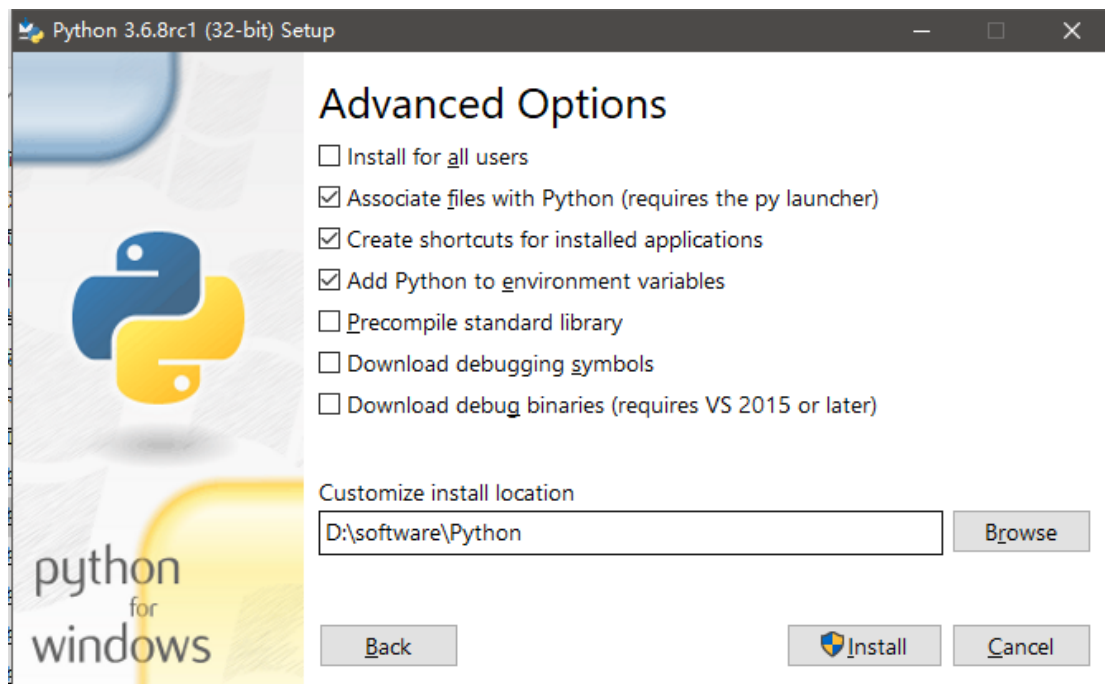 Python 3.6.8rc1 (32-bit) Setup
Advanced Options
Install for all users
Associate files with Python (requires the py launcher)
Create shortcuts for installed applications
Add Python to environment variables
Precompile standard library
Download debugging symbols
Download debug binaries (requires VS 2015 or later)
Customize install location
D:\software\Python
Browse
python
for
windows
Back
Install
Cancel